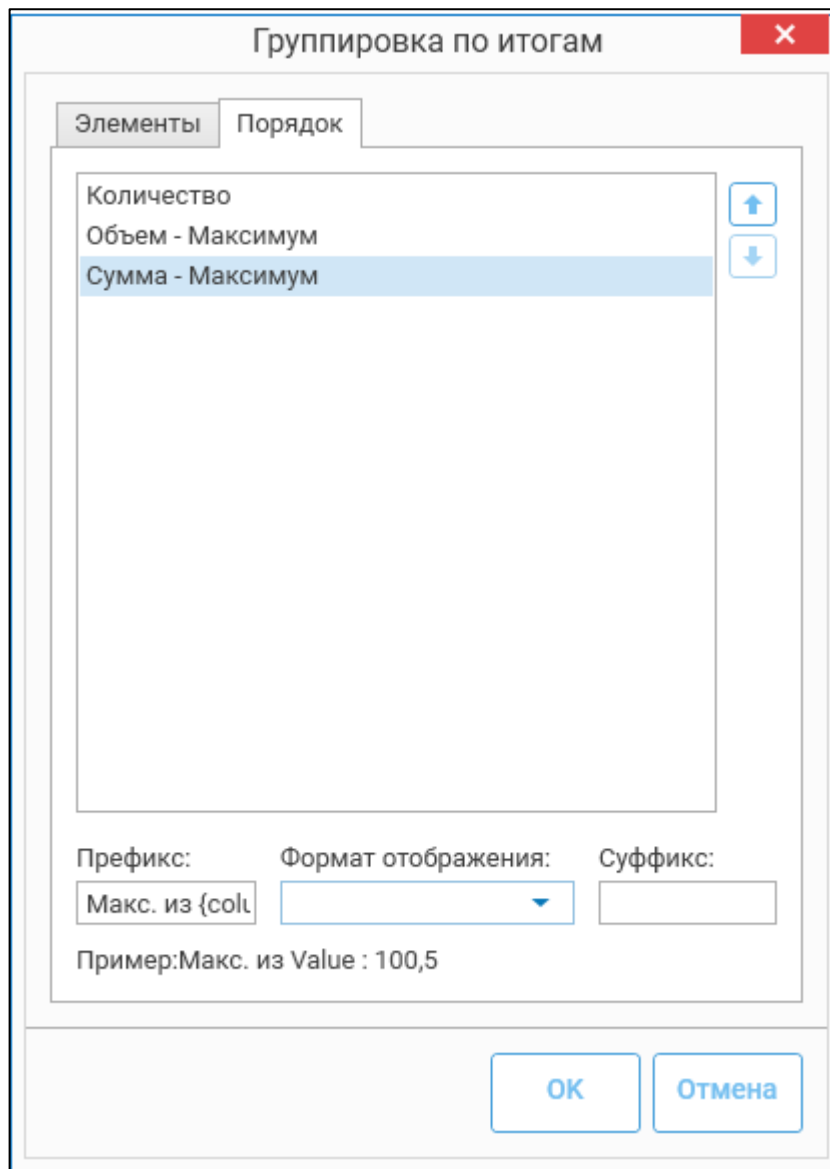 Группировка по итогам
Элементы Порядок
Количество
Объем - Максимум
Сумма - Максимум
Префикс: Формат отображения: Суффикс:
Макс. из {colu
Пример:Макс. из Value : 100,5
OK Отмена